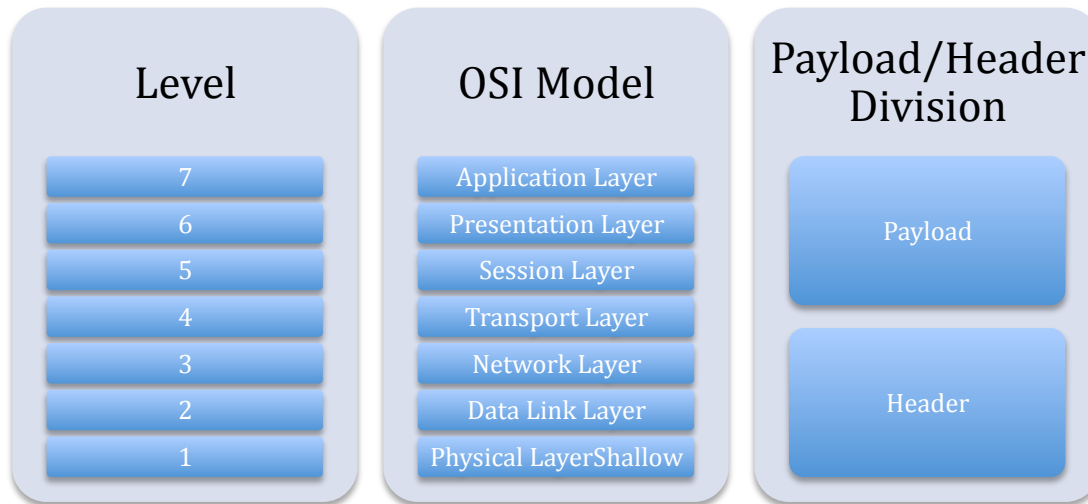 Level
7
6
5
4
3
2
1
OSI Model
Application Layer
Presentation Layer
Session Layer
Transport Layer
Network Layer
Data Link Layer
Physical LayerShallow
Payload/Header
Division
Payload
Header